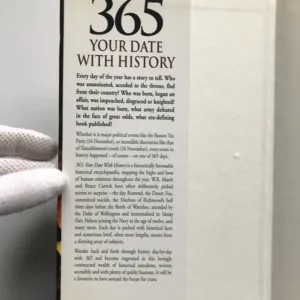 365
YOUR DATE
WITH HISTORY
Every day of the year has a story to tell. Who
was assassinated, acceded to the throne, fled
from their country? Who was born, began an
affair, was impeached, disgraced or knighted?
What nation was born, what army defeated
in the face of great odds, what era-defining
book published?
Whether it is major political events like the Boston Tea
Party (16 December), or incredible discoveries like that
of Tutankhamun's tomb (26 November), every event in
history happened – of course – on one of 365 days.
365: Your Date With History is a historically browsable
historical encyclopaedia, mapping the highs and lows
of human existence throughout the year. W.B. Marsh
and Bruce Carrick have often deliberately picked
stories to surprise – the day Rommel, the Desert Fox,
committed suicide, the Duchess of Richmond's ball
three days before the Battle of Waterloo, attended by
the Duke of Wellington and immortalised in Vanity
Fair, Nelson joining the Navy at the age of twelve, and
many more. Each day is packed with historical facts
and sometimes brief, often more lengthy, stories from
a dizzying array of subjects.
Wander back and forth through history day-by-day
with 365 and become engrossed in this lovingly
constructed wealth of historical anecdotes, written
accessibly and with plenty of quirky humour. It will be
a favourite to have around the house for years.